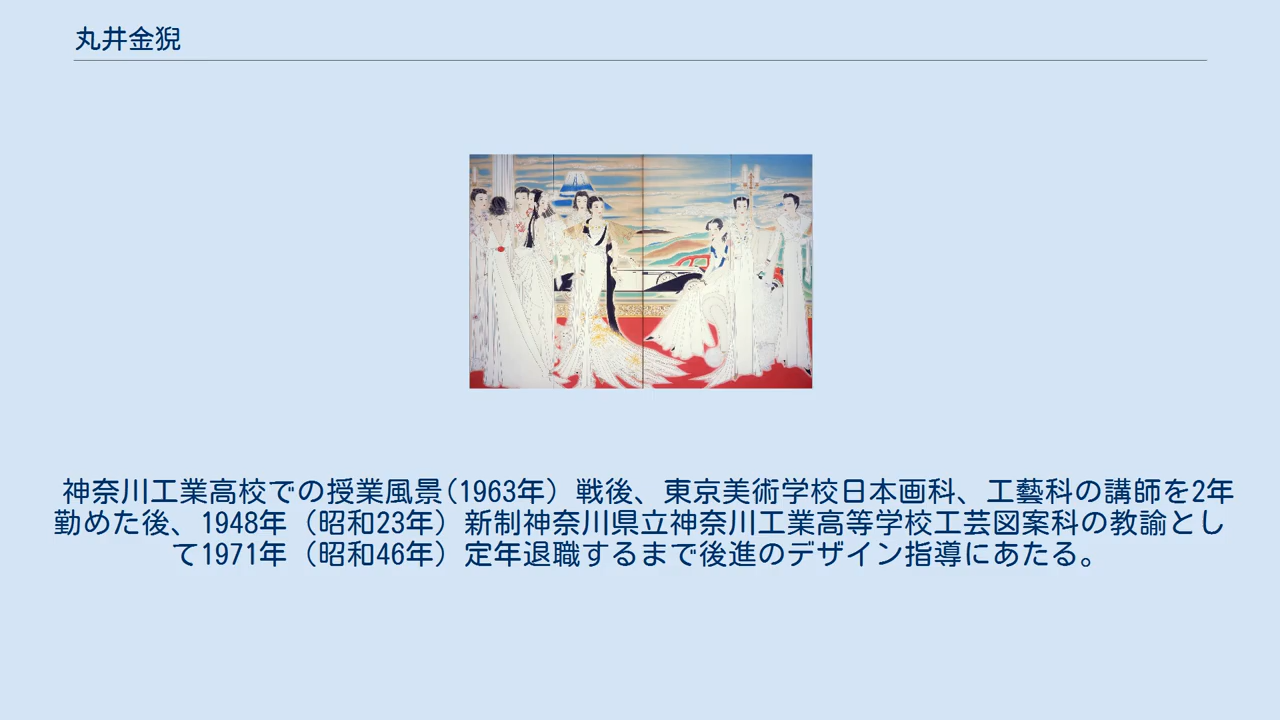 丸井金猊
神奈川工業高校での授業風景(1963年) 戦後、東京美術学校日本画科、工藝科の講師を2年
勤めた後、1948年(昭和23年)新制神奈川県立神奈川工業高等学校工芸図案科の教諭とし
て1971年(昭和46年)定年退職するまで後進のデザイン指導にあたる。